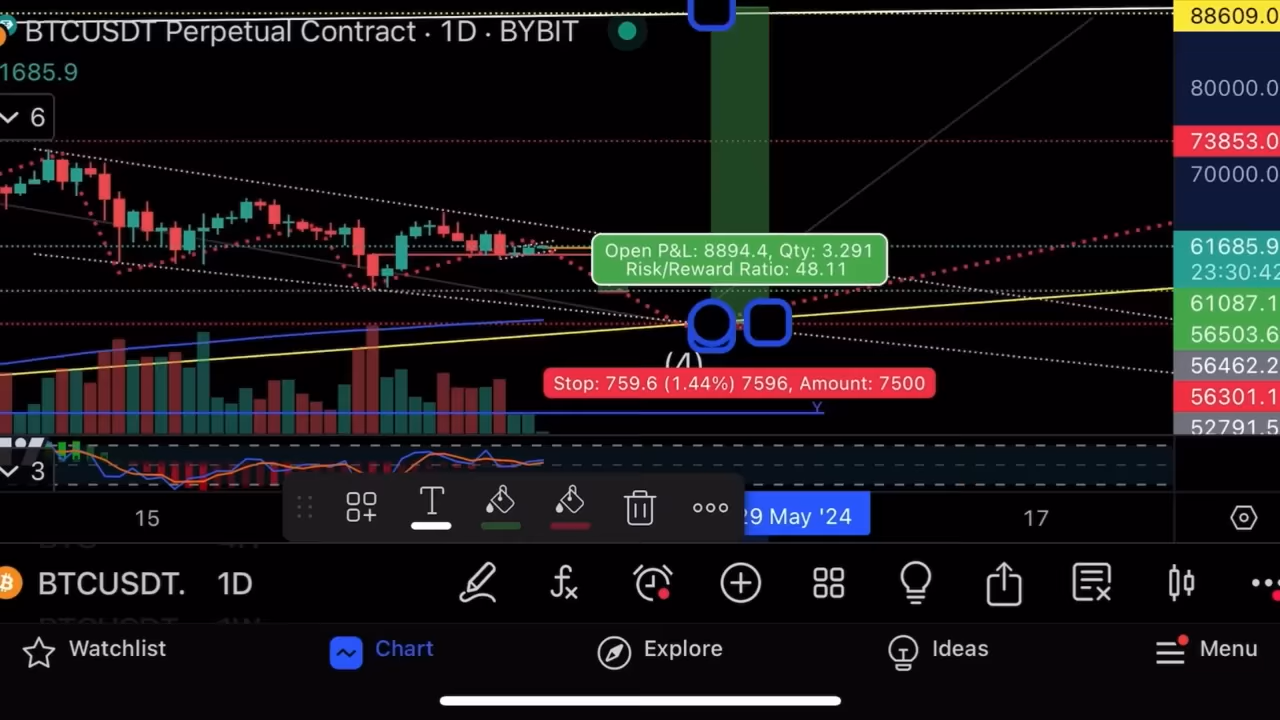 BTCUSDT Perpetual Contract · 1D · BYBIT
88609.0
1685.9
80000.0
6
73853.0
70000.0
Open P&L: 8894.4, Qty: 3.291
Risk/Reward Ratio: 48.11
61685.9
23:30:42
61087.1
56503.6
(4)
56462.2
Stop: 759.6 (1.44%) 7596, Amount: 7500
56301.1
Y
52791.5
3
T
15
29 May '24
17
BTCUSDT. 1D
fx
Watchlist
Chart
Explore
Ideas
Menu